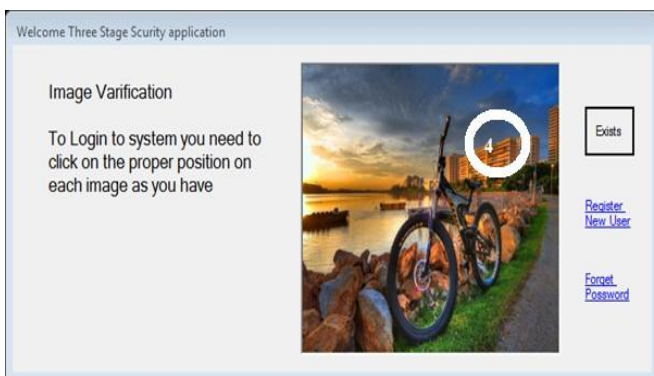 Welcome Three Stage Scurity application
Image Varification
To Login to system you need to
click on the proper position on
each image as you have
4
Exists
Register
New User
Forget
Possword